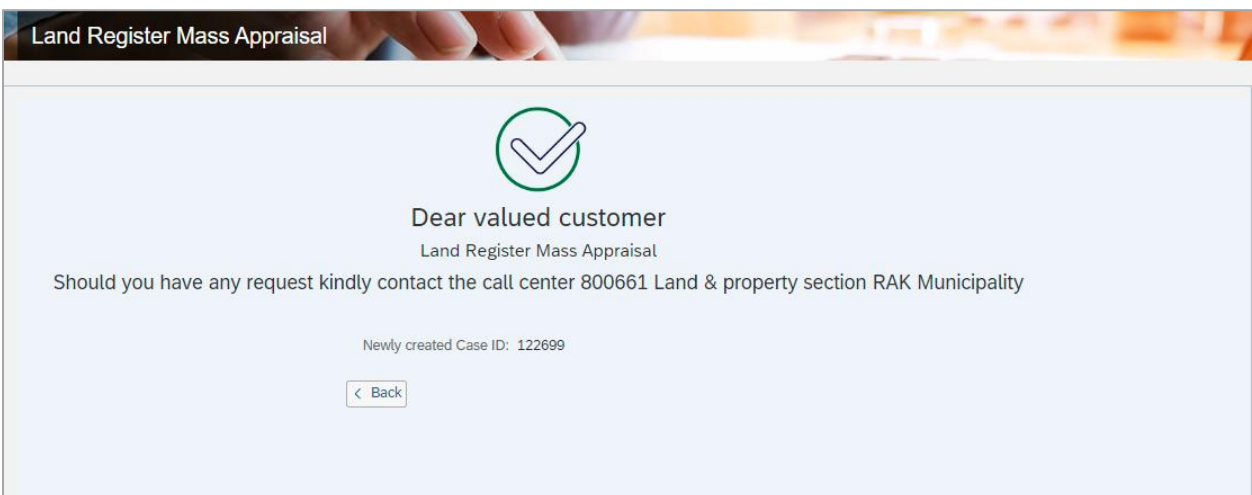 Land Register Mass Appraisal
Dear valued customer
Land Register Mass Appraisal
Should you have any request kindly contact the call center 800661 Land & property section RAK Municipality
Newly created Case ID: 122699
Back